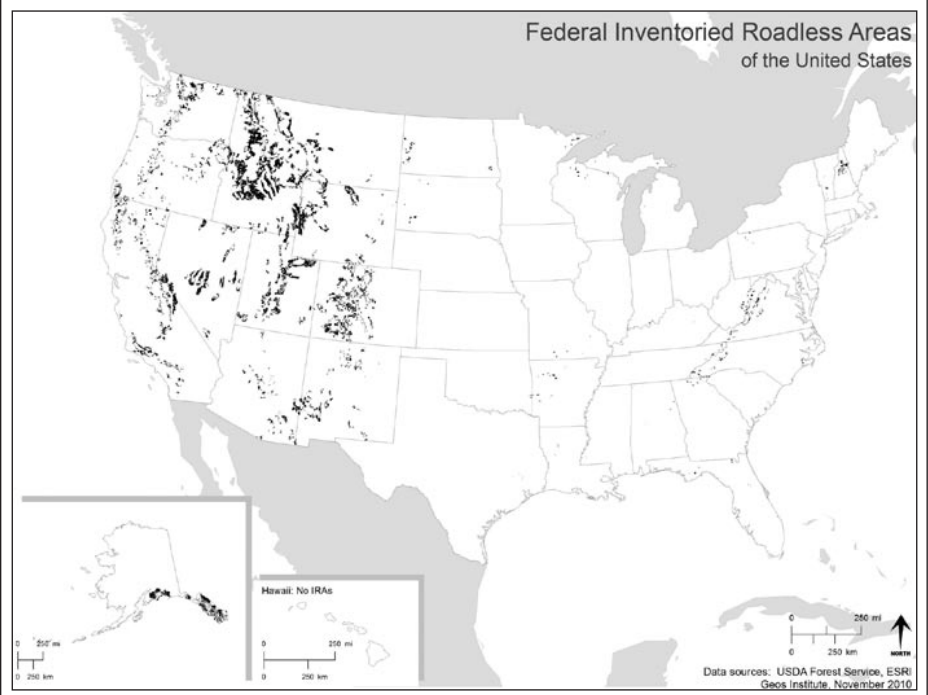 Federal Inventoried Roadless Areas
of the United States
Hawaii: No IRAs
0 250 mi
0 250 km
0 250 mi
0 250 km
0 250 mi
0 250 km
NORTH
Data sources: USDA Forest Service, ESRI
Geos Institute, November 2010